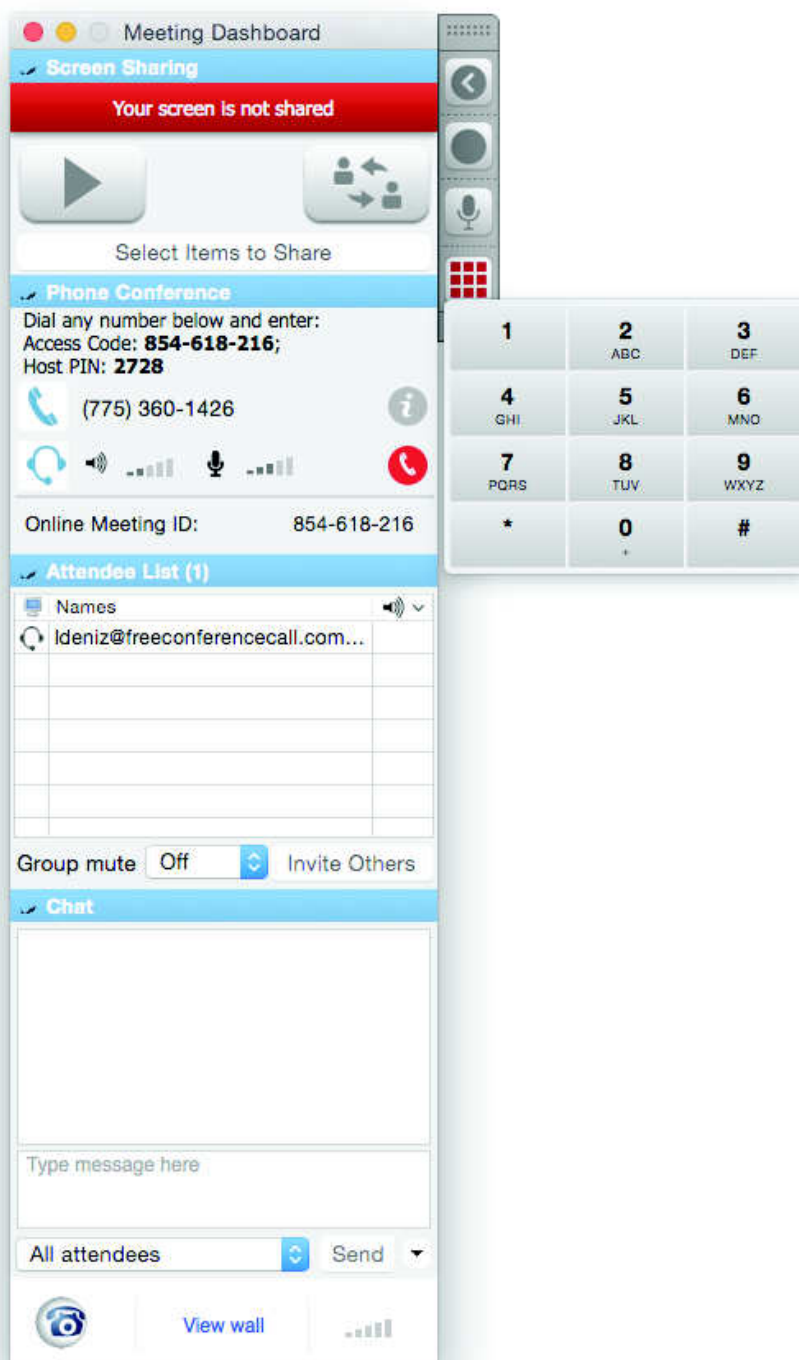 Meeting Dashboard
Screen Sharing
Your screen is not shared
Select Items to Share
Phone Conference
Dial any number below and enter:
Access Code: 854-618-216;
Host PIN: 2728
(775) 360-1426
Online Meeting ID: 854-618-216
Attendee List (1)
Names
ldeniz@freeconferencecall.com...
Group mute Off Invite Others
Chat
Type message here
All attendees Send
View wall
1 2 3
ABC DEF
4 5 6
GHI JKL MNO
7 8 9
PQRS TUV WXYZ
* 0 #
+